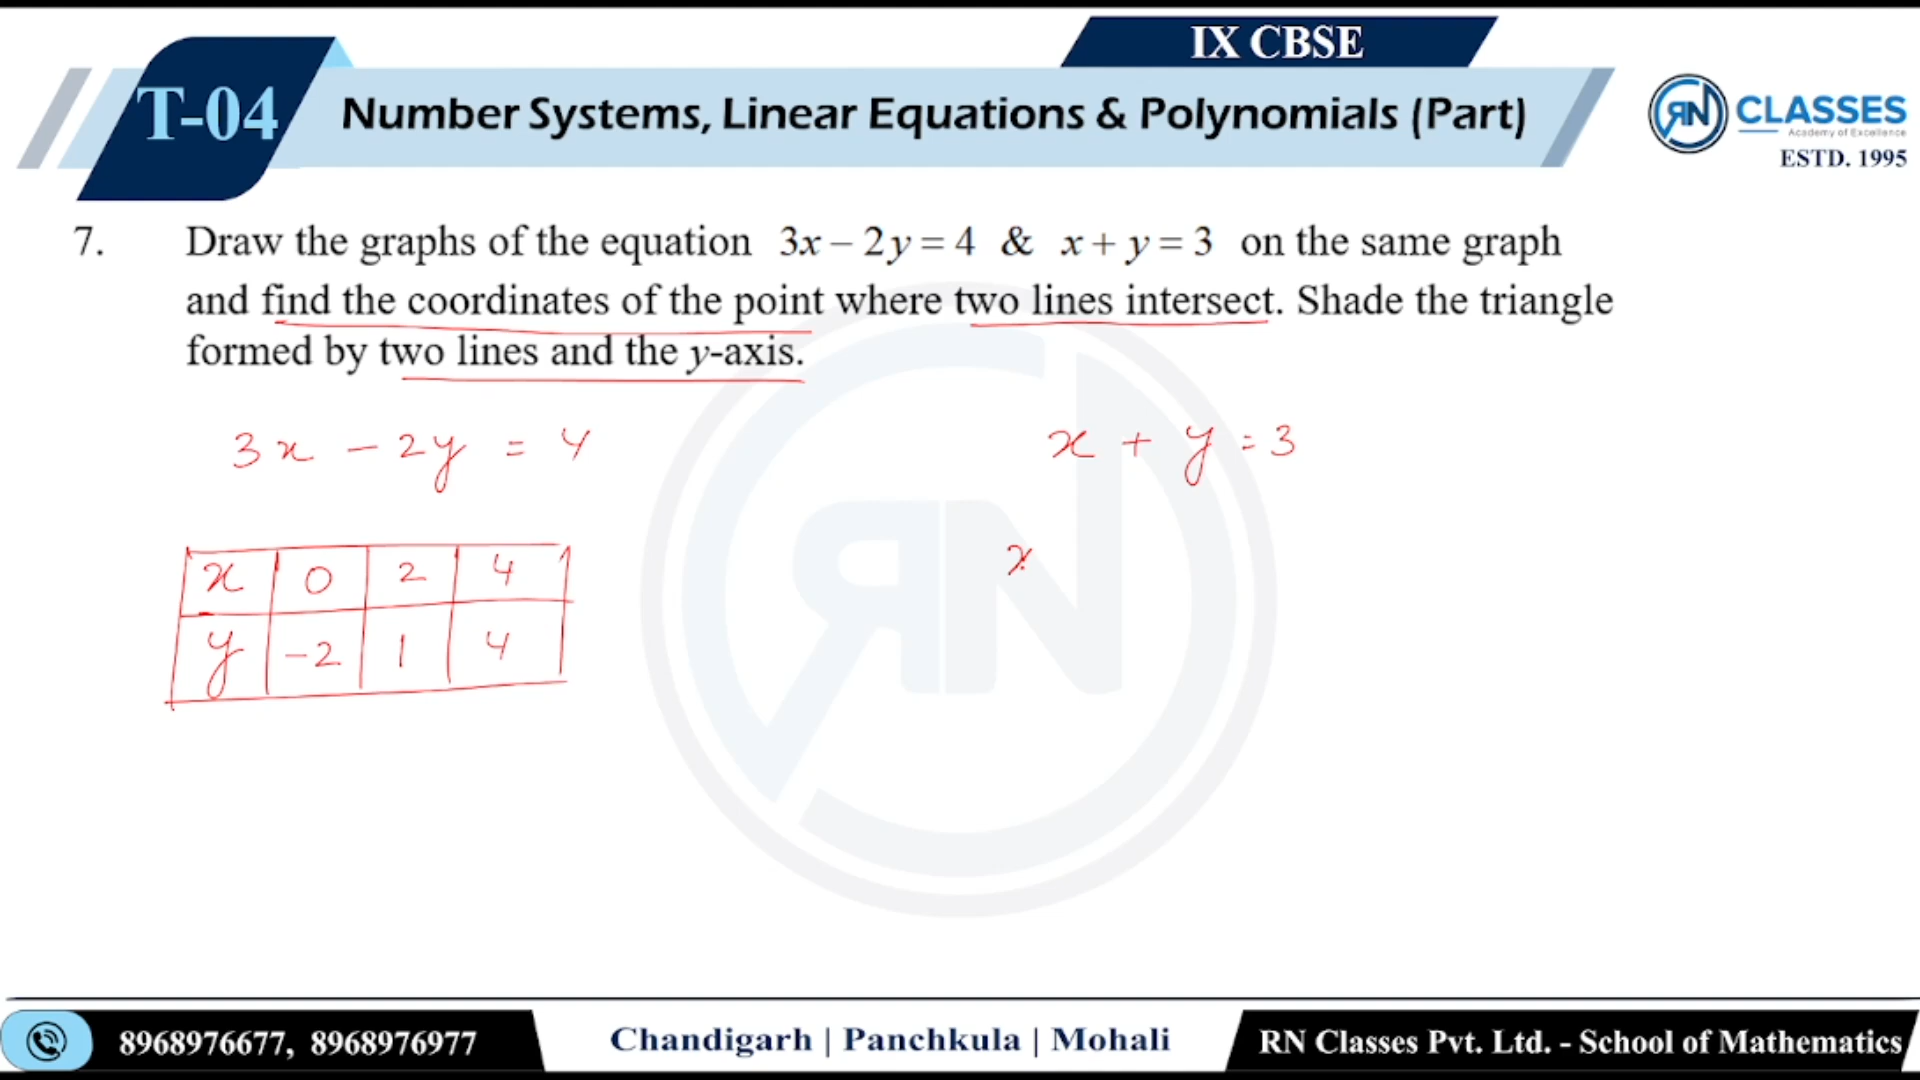 IX CBSE
T-04
Number Systems, Linear Equations & Polynomials (Part)
RN CLASSES
Academy of Excellence
ESTD. 1995
7. Draw the graphs of the equation 3x – 2y = 4 & x + y = 3 on the same graph
and find the coordinates of the point where two lines intersect. Shade the triangle
formed by two lines and the y-axis.
3x - 2y = 4
x + y = 3
x 0 2 4
y -2 1 4
x
RN
8968976677, 8968976977
Chandigarh | Panchkula | Mohali
RN Classes Pvt. Ltd. - School of Mathematics